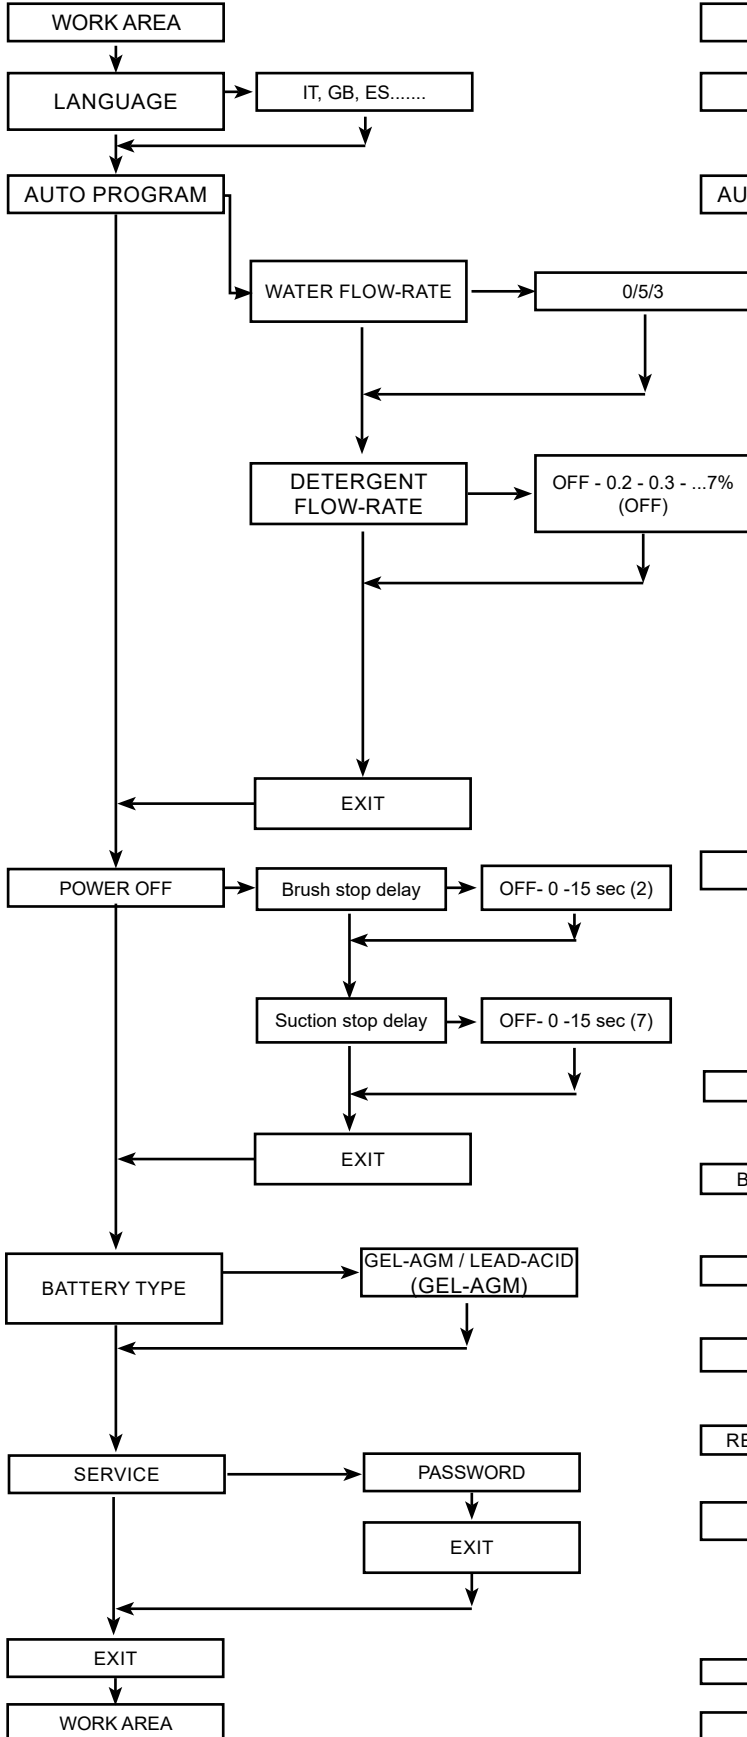 WORK AREA
LANGUAGE
IT, GB, ES.......
AUTO PROGRAM
AU
WATER FLOW-RATE
0/5/3
DETERGENT
FLOW-RATE
OFF - 0.2 - 0.3 - ...7%
(OFF)
EXIT
POWER OFF
Brush stop delay
OFF- 0 -15 sec (2)
Suction stop delay
OFF- 0 -15 sec (7)
EXIT
B
BATTERY TYPE
GEL-AGM / LEAD-ACID
(GEL-AGM)
RE
SERVICE
PASSWORD
EXIT
EXIT
WORK AREA